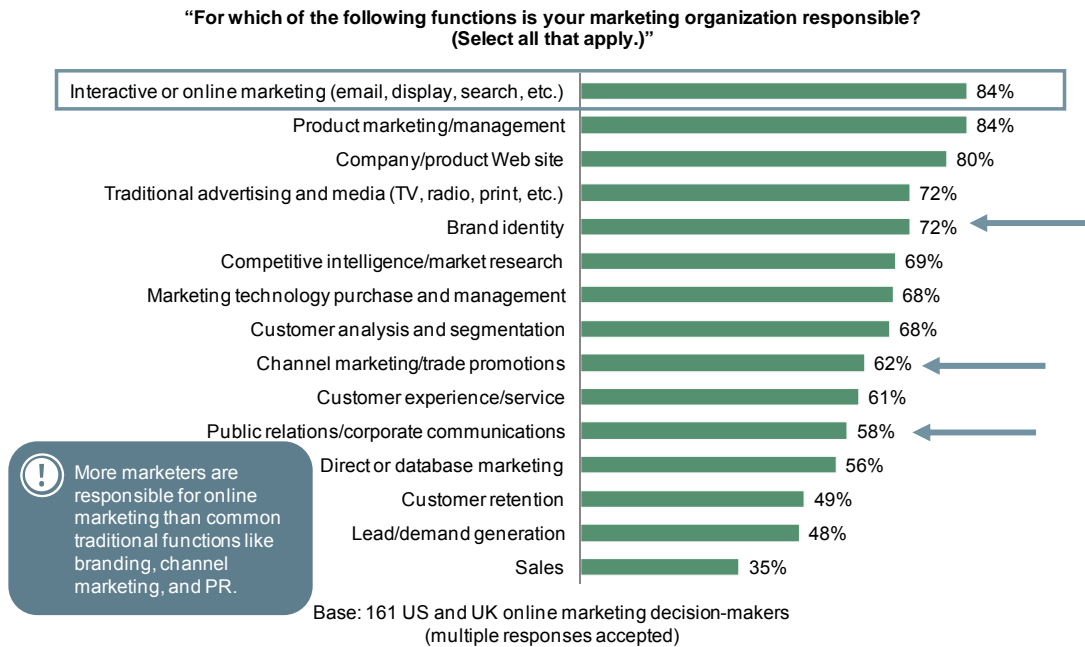 “For which of the following functions is your marketing organization responsible?
(Select all that apply.)”
Interactive or online marketing (email, display, search, etc.) 84%
Product marketing/management 84%
Company/product Web site 80%
Traditional advertising and media (TV, radio, print, etc.) 72%
Brand identity 72%
Competitive intelligence/market research 69%
Marketing technology purchase and management 68%
Customer analysis and segmentation 68%
Channel marketing/trade promotions 62%
Customer experience/service 61%
Public relations/corporate communications 58%
Direct or database marketing 56%
Customer retention 49%
Lead/demand generation 48%
Sales 35%
!
More marketers are
responsible for online
marketing than common
traditional functions like
branding, channel
marketing, and PR.
Base: 161 US and UK online marketing decision-makers
(multiple responses accepted)